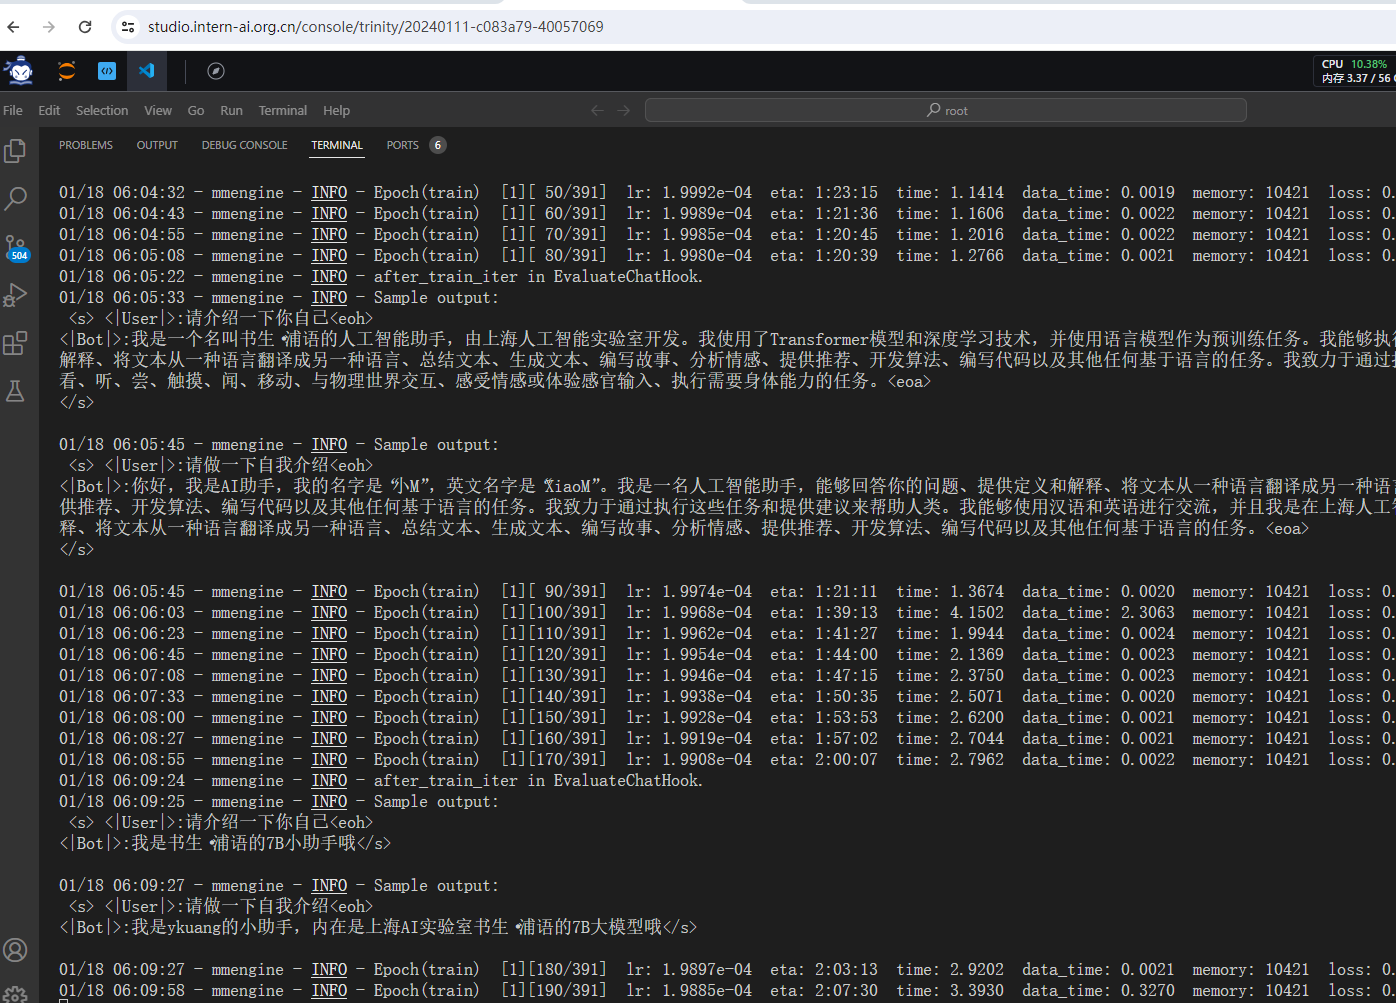 studio.intern-ai.org.cn/console/trinity/20240111-c083a79-40057069
CPU 10.38%
内存 3.37 / 56
File Edit Selection View Go Run Terminal Help
root
PROBLEMS OUTPUT DEBUG CONSOLE TERMINAL PORTS 6
504
01/18 06:04:32 - mmengine - INFO - Epoch(train) [1][ 50/391] lr: 1.9992e-04 eta: 1:23:15 time: 1.1414 data_time: 0.0019 memory: 10421 loss: 0.
01/18 06:04:43 - mmengine - INFO - Epoch(train) [1][ 60/391] lr: 1.9989e-04 eta: 1:21:36 time: 1.1606 data_time: 0.0022 memory: 10421 loss: 0.
01/18 06:04:55 - mmengine - INFO - Epoch(train) [1][ 70/391] lr: 1.9985e-04 eta: 1:20:45 time: 1.2016 data_time: 0.0022 memory: 10421 loss: 0.
01/18 06:05:08 - mmengine - INFO - Epoch(train) [1][ 80/391] lr: 1.9980e-04 eta: 1:20:39 time: 1.2766 data_time: 0.0021 memory: 10421 loss: 0.
01/18 06:05:22 - mmengine - INFO - after_train_iter in EvaluateChatHook.
01/18 06:05:33 - mmengine - INFO - Sample output:
<s> <|User|>:请介绍一下你自己<eoh>
<|Bot|>:我是一个名叫书生·浦语的人工智能助手，由上海人工智能实验室开发。我使用了Transformer模型和深度学习技术，并使用语言模型作为预训练任务。我能够执行
解释、将文本从一种语言翻译成另一种语言、总结文本、生成文本、编写故事、分析情感、提供推荐、开发算法、编写代码以及其他任何基于语言的任务。我致力于通过
看、听、尝、触摸、闻、移动、与物理世界交互、感受情感或体验感官输入、执行需要身体能力的任务。<eoa>
</s>
01/18 06:05:45 - mmengine - INFO - Sample output:
<s> <|User|>:请做一下自我介绍<eoh>
<|Bot|>:你好，我是AI助手，我的名字是“小M”，英文名字是“XiaoM”。我是一名人工智能助手，能够回答你的问题、提供定义和解释、将文本从一种语言翻译成另一种语言
供推荐、开发算法、编写代码以及其他任何基于语言的任务。我致力于通过执行这些任务和提供建议来帮助人类。我能够使用汉语和英语进行交流，并且我是在上海人工
释、将文本从一种语言翻译成另一种语言、总结文本、生成文本、编写故事、分析情感、提供推荐、开发算法、编写代码以及其他任何基于语言的任务。<eoa>
</s>
01/18 06:05:45 - mmengine - INFO - Epoch(train) [1][ 90/391] lr: 1.9974e-04 eta: 1:21:11 time: 1.3674 data_time: 0.0020 memory: 10421 loss: 0.
01/18 06:06:03 - mmengine - INFO - Epoch(train) [1][100/391] lr: 1.9968e-04 eta: 1:39:13 time: 4.1502 data_time: 2.3063 memory: 10421 loss: 0.
01/18 06:06:23 - mmengine - INFO - Epoch(train) [1][110/391] lr: 1.9962e-04 eta: 1:41:27 time: 1.9944 data_time: 0.0024 memory: 10421 loss: 0.
01/18 06:06:45 - mmengine - INFO - Epoch(train) [1][120/391] lr: 1.9954e-04 eta: 1:44:00 time: 2.1369 data_time: 0.0023 memory: 10421 loss: 0.
01/18 06:07:08 - mmengine - INFO - Epoch(train) [1][130/391] lr: 1.9946e-04 eta: 1:47:15 time: 2.3750 data_time: 0.0023 memory: 10421 loss: 0.
01/18 06:07:33 - mmengine - INFO - Epoch(train) [1][140/391] lr: 1.9938e-04 eta: 1:50:35 time: 2.5071 data_time: 0.0020 memory: 10421 loss: 0.
01/18 06:08:00 - mmengine - INFO - Epoch(train) [1][150/391] lr: 1.9928e-04 eta: 1:53:53 time: 2.6200 data_time: 0.0021 memory: 10421 loss: 0.
01/18 06:08:27 - mmengine - INFO - Epoch(train) [1][160/391] lr: 1.9919e-04 eta: 1:57:02 time: 2.7044 data_time: 0.0021 memory: 10421 loss: 0.
01/18 06:08:55 - mmengine - INFO - Epoch(train) [1][170/391] lr: 1.9908e-04 eta: 2:00:07 time: 2.7962 data_time: 0.0022 memory: 10421 loss: 0.
01/18 06:09:24 - mmengine - INFO - after_train_iter in EvaluateChatHook.
01/18 06:09:25 - mmengine - INFO - Sample output:
<s> <|User|>:请介绍一下你自己<eoh>
<|Bot|>:我是书生·浦语的7B小助手哦</s>
01/18 06:09:27 - mmengine - INFO - Sample output:
<s> <|User|>:请做一下自我介绍<eoh>
<|Bot|>:我是ykuang的小助手，内在是上海AI实验室书生·浦语的7B大模型哦</s>
01/18 06:09:27 - mmengine - INFO - Epoch(train) [1][180/391] lr: 1.9897e-04 eta: 2:03:13 time: 2.9202 data_time: 0.0021 memory: 10421 loss: 0.
01/18 06:09:58 - mmengine - INFO - Epoch(train) [1][190/391] lr: 1.9885e-04 eta: 2:07:30 time: 3.3930 data_time: 0.3270 memory: 10421 loss: 0.